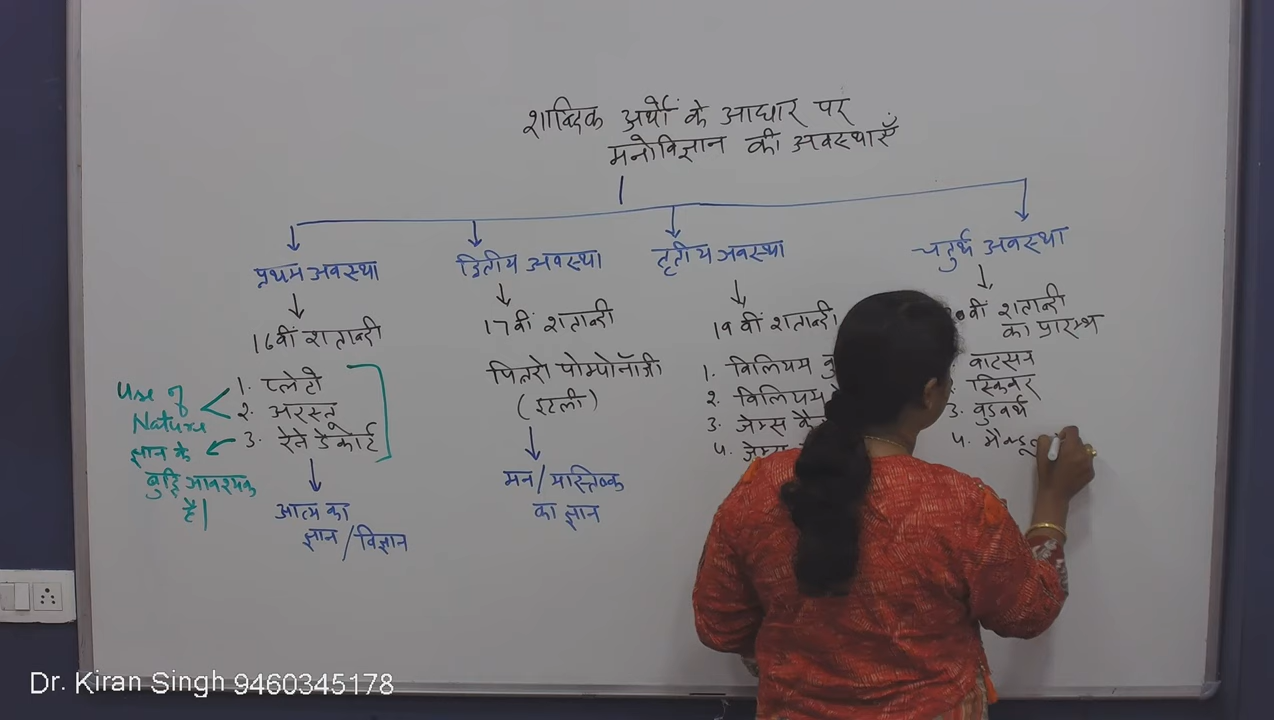 शाब्दिक अर्थों के आधार पर
मनोविज्ञान की अवस्थाएँ
प्रथम अवस्था
16वीं शताब्दी
1. प्लेटो
2. अरस्तू
3. रेने डेकार्ट
Use of
Nature
ज्ञान के
बुद्धि आवश्यक
है|
आत्म का
ज्ञान/विज्ञान
द्वितीय अवस्था
17वीं शताब्दी
पितरो पोम्पोनॉजी
(इटली)
मन/मस्तिष्क
का ज्ञान
तृतीय अवस्था
19वीं शताब्दी
1. विलियम
2. विलियम
3. जेम्स
4. जेम्स
चतुर्थ अवस्था
वीं शताब्दी
का प्रारम्भ
वाटसन
स्किनर
3. वुडवर्थ
4.
Dr. Kiran Singh 9460345178